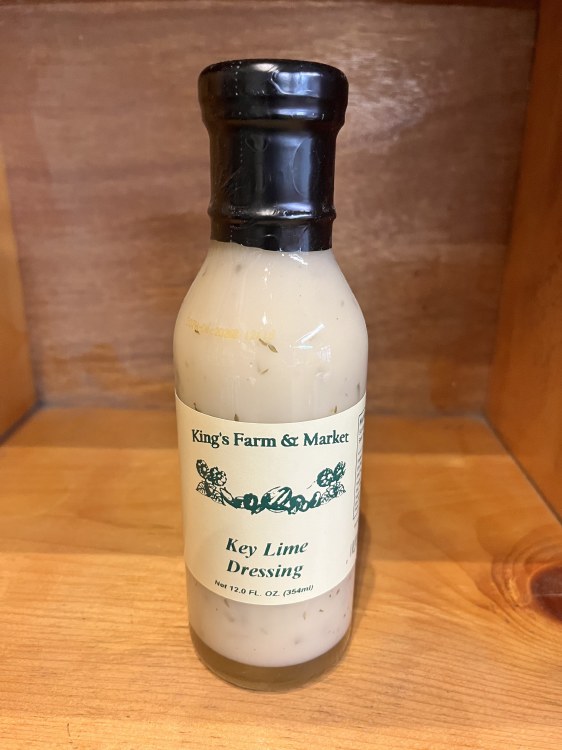 King's Farm & Market
Key Lime
Dressing
Net 12.0 FL. OZ. (354ml)